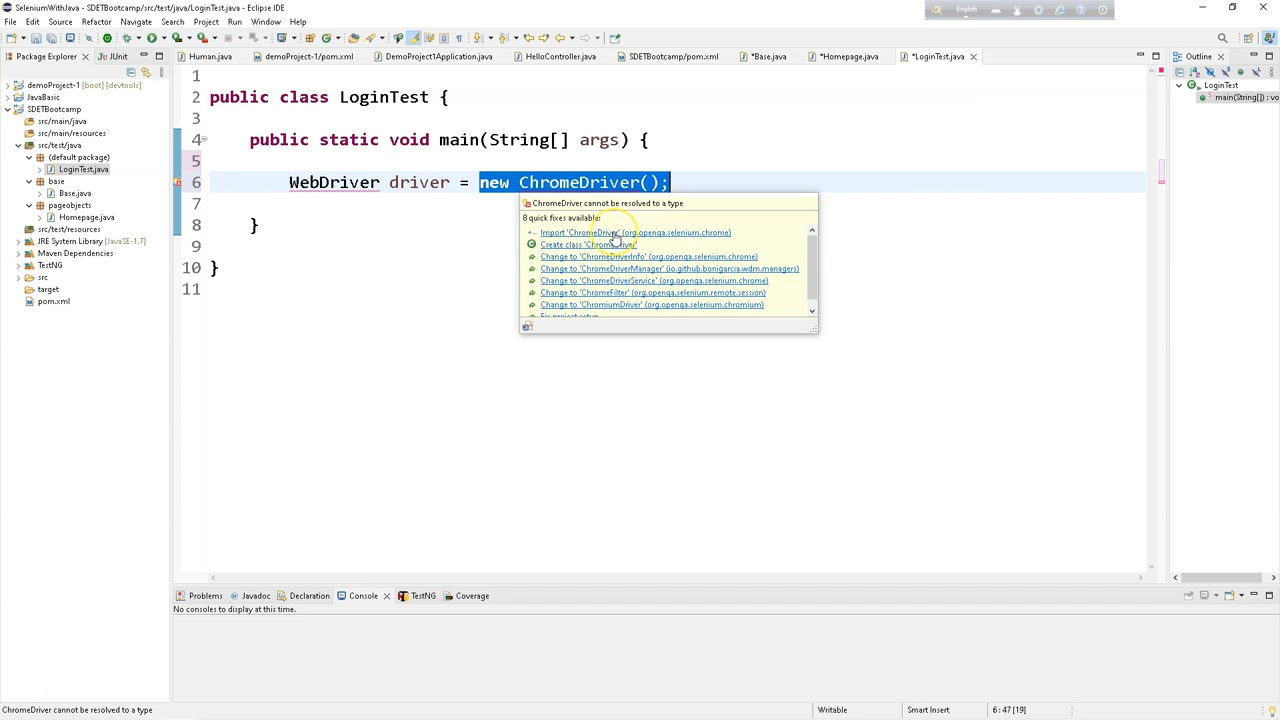 SeleniumWithJava - SDETBootcamp/src/test/java/LoginTest.java - Eclipse IDE
English
File Edit Source Refactor Navigate Search Project Run Window Help
Package Explorer
JUnit
Human.java
demoProject-1/pom.xml
DemoProject1Application.java
HelloController.java
SDETBootcamp/pom.xml
*Base.java
*Homepage.java
*LoginTest.java
Outline
demoProject-1 [boot] [devtools]
JavaBasic
SDETBootcamp
src/main/java
src/main/resources
src/test/java
(default package)
LoginTest.java
base
Base.java
pageobjects
Homepage.java
src/test/resources
JRE System Library [JavaSE-1.7]
Maven Dependencies
TestNG
src
target
pom.xml
1
2 public class LoginTest {
3
4 public static void main(String[] args) {
5
6 WebDriver driver = new ChromeDriver();
7
8 }
9
10 }
11
ChromeDriver cannot be resolved to a type
8 quick fixes available:
Import 'ChromeDriver' (org.openqa.selenium.chrome)
Create class 'ChromeDriver'
Change to 'ChromeDriverInfo' (org.openqa.selenium.chrome)
Change to 'ChromeDriverManager' (io.github.bonigarcia.wdm.managers)
Change to 'ChromeDriverService' (org.openqa.selenium.chrome)
Change to 'ChromeFilter' (org.openqa.selenium.remote.session)
Change to 'ChromiumDriver' (org.openqa.selenium.chromium)
Fix project setup
LoginTest
main(String[]) : vo
Problems
Javadoc
Declaration
Console
TestNG
Coverage
No consoles to display at this time.
ChromeDriver cannot be resolved to a type
Writable
Smart Insert
6 : 47 [19]